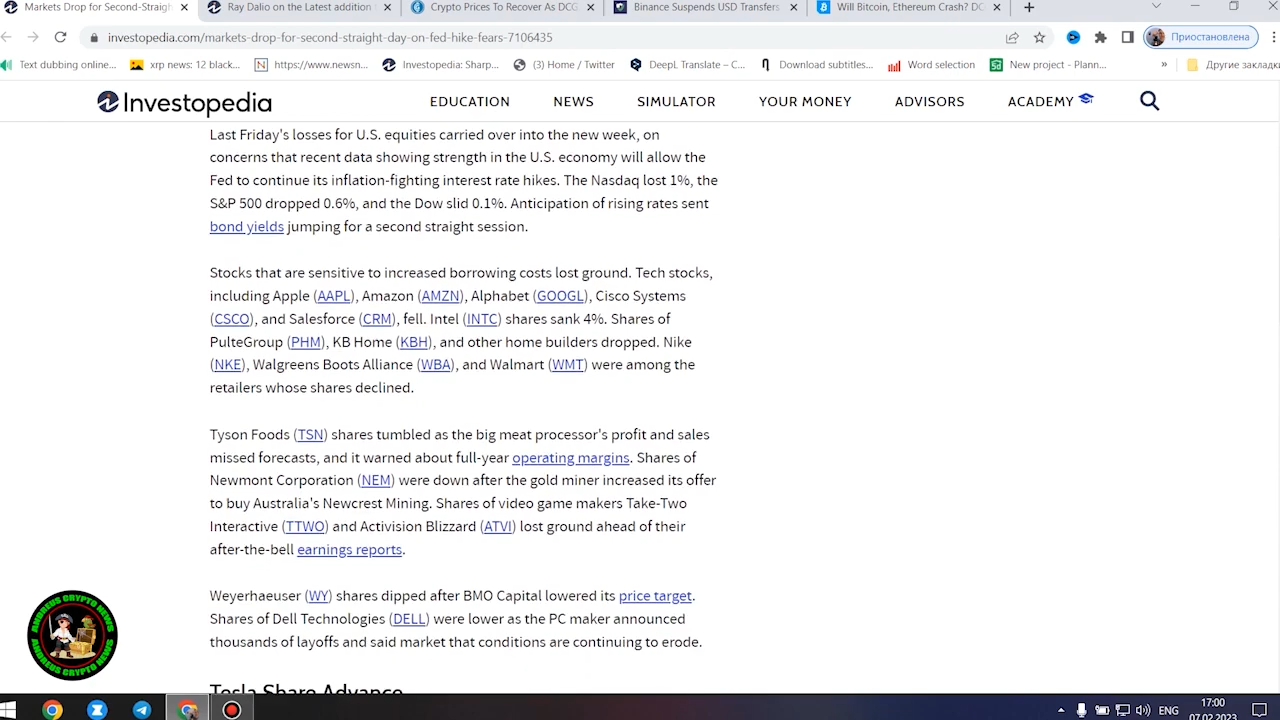 Markets Drop for Second-Straigh
Ray Dalio on the Latest addition
Crypto Prices To Recover As DCG
Binance Suspends USD Transfers
Will Bitcoin, Ethereum Crash? DC
investopedia.com/markets-drop-for-second-straight-day-on-fed-hike-fears-7106435
Приостановлена
Text dubbing online...
xrp news: 12 black...
https://www.newsn...
Investopedia: Sharp...
(3) Home / Twitter
DeepL Translate – C...
Download subtitles...
Word selection
New project - Plann...
»
Другие закладки
Investopedia
EDUCATION
NEWS
SIMULATOR
YOUR MONEY
ADVISORS
ACADEMY
Last Friday's losses for U.S. equities carried over into the new week, on
concerns that recent data showing strength in the U.S. economy will allow the
Fed to continue its inflation-fighting interest rate hikes. The Nasdaq lost 1%, the
S&P 500 dropped 0.6%, and the Dow slid 0.1%. Anticipation of rising rates sent
bond yields jumping for a second straight session.
Stocks that are sensitive to increased borrowing costs lost ground. Tech stocks,
including Apple (AAPL), Amazon (AMZN), Alphabet (GOOGL), Cisco Systems
(CSCO), and Salesforce (CRM), fell. Intel (INTC) shares sank 4%. Shares of
PulteGroup (PHM), KB Home (KBH), and other home builders dropped. Nike
(NKE), Walgreens Boots Alliance (WBA), and Walmart (WMT) were among the
retailers whose shares declined.
Tyson Foods (TSN) shares tumbled as the big meat processor's profit and sales
missed forecasts, and it warned about full-year operating margins. Shares of
Newmont Corporation (NEM) were down after the gold miner increased its offer
to buy Australia's Newcrest Mining. Shares of video game makers Take-Two
Interactive (TTWO) and Activision Blizzard (ATVI) lost ground ahead of their
after-the-bell earnings reports.
Weyerhaeuser (WY) shares dipped after BMO Capital lowered its price target.
Shares of Dell Technologies (DELL) were lower as the PC maker announced
thousands of layoffs and said market that conditions are continuing to erode.
Tesla Share Advance
ANDREUS CRYPTO NEWS
ANDREUS CRYPTO NEWS
ENG
17:00
07.02.2023